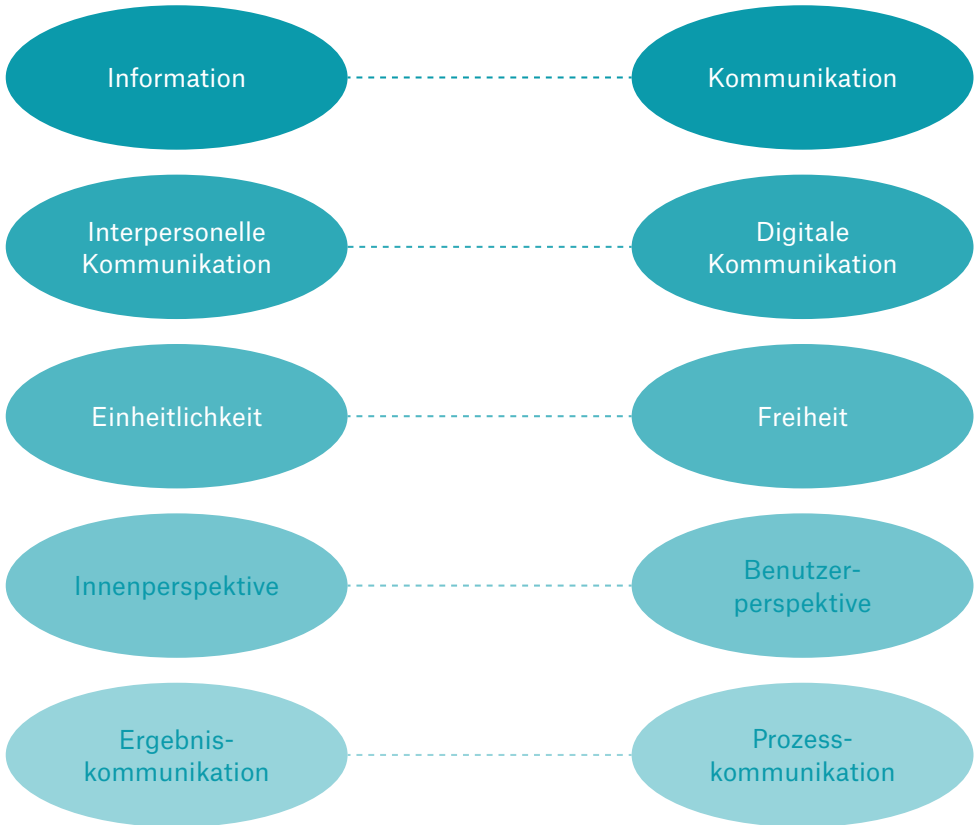 Information
Kommunikation
Interpersonelle
Kommunikation
Digitale
Kommunikation
Einheitlichkeit
Freiheit
Innenperspektive
Benutzer-
perspektive
Ergebnis-
kommunikation
Prozess-
kommunikation